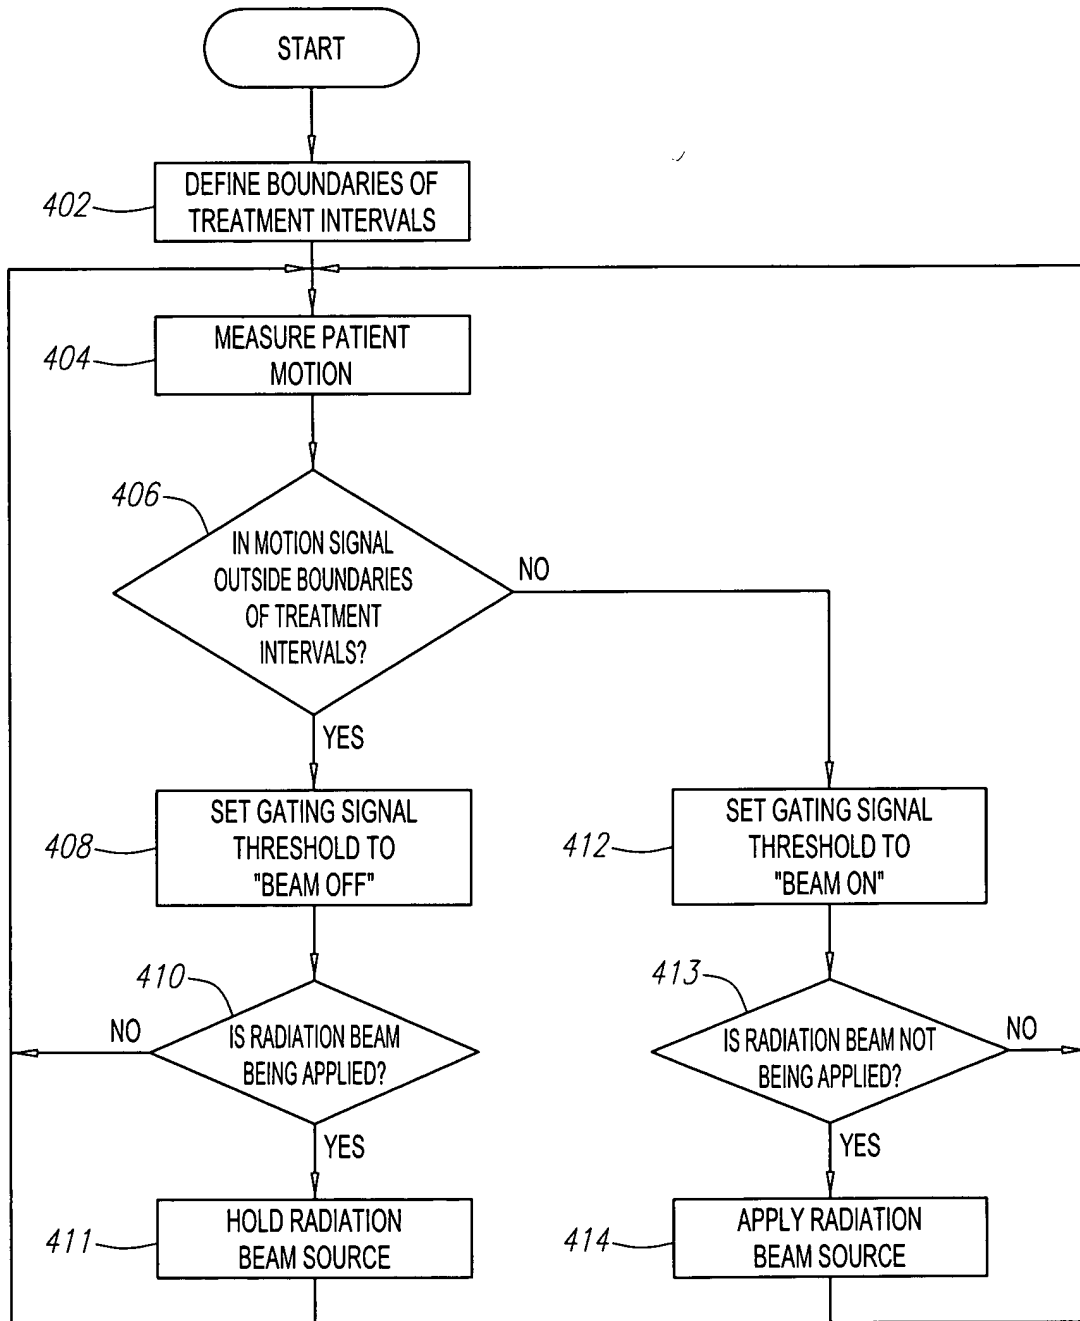 START
402
DEFINE BOUNDARIES OF
TREATMENT INTERVALS
404
MEASURE PATIENT
MOTION
406
IN MOTION SIGNAL
OUTSIDE BOUNDARIES
OF TREATMENT
INTERVALS?
NO
YES
408
SET GATING SIGNAL
THRESHOLD TO
"BEAM OFF"
412
SET GATING SIGNAL
THRESHOLD TO
"BEAM ON"
410
NO
IS RADIATION BEAM
BEING APPLIED?
YES
413
IS RADIATION BEAM NOT
BEING APPLIED?
NO
YES
411
HOLD RADIATION
BEAM SOURCE
414
APPLY RADIATION
BEAM SOURCE